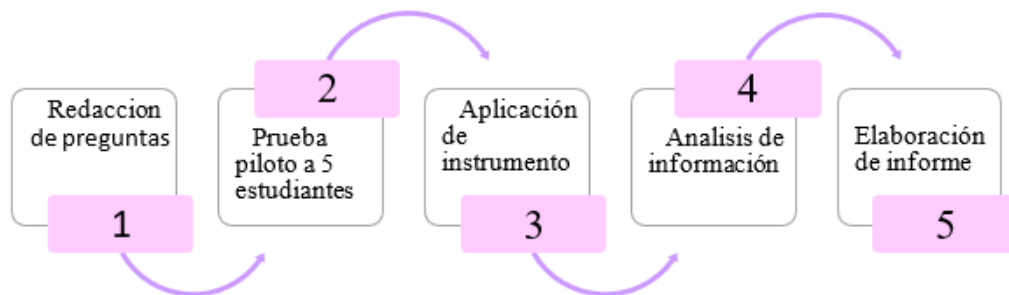 Redaccion
de preguntas
1
2
Prueba
piloto a 5
estudiantes
Aplicación
de
instrumento
3
4
Analisis de
información
Elaboración
de informe
5